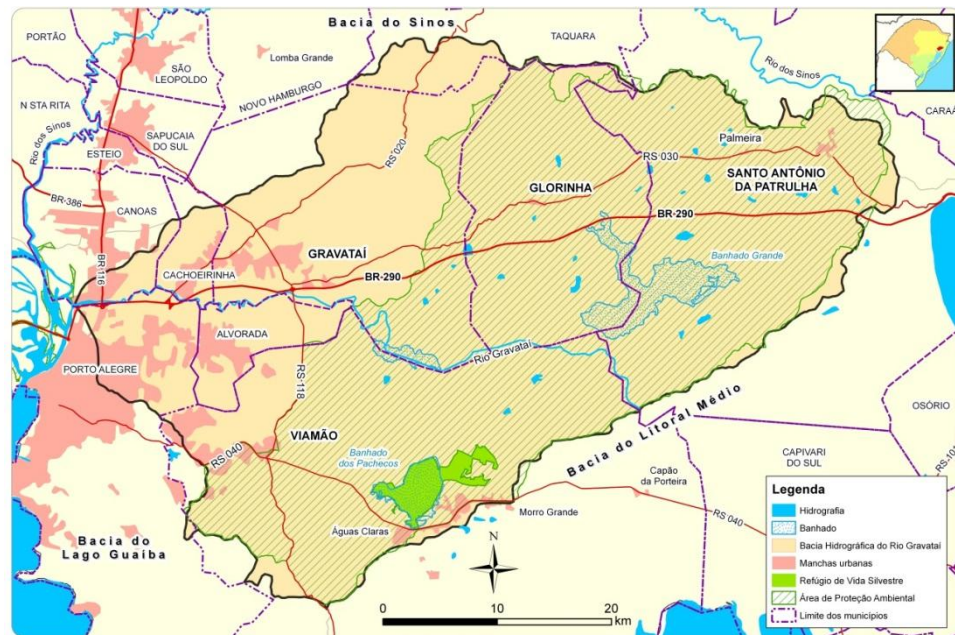 Bacia do Sinos
PORTÃO
TAQUARA
SÃO
LEOPOLDO
Lomba Grande
Rio dos Sinos
NOVO HAMBURGO
N STA RITA
CARAÁ
Rio dos Sinos
SAPUCAIA
DO SUL
RS 020
Palmeira
ESTEIO
RS 030
BR-386
GLORINHA
SANTO ANTÔNIO
DA PATRULHA
CANOAS
BR-290
BR-116
GRAVATAÍ
Banhado Grande
CACHOEIRINHA
BR-290
ALVORADA
Rio Gravataí
PORTO ALEGRE
RS-118
Bacia do Litoral Médio
OSÓRIO
VIAMÃO
RS-040
Banhado
dos Pachecos
CAPIVARI
DO SUL
Capão
da Porteira
Morro Grande
RS 040
Águas Claras
Bacia do
Lago Guaíba
N
0 10 20
km
Legenda
Hidrografia
Banhado
Bacia Hidrográfica do Rio Gravataí
Manchas urbanas
Refúgio de Vida Silvestre
Área de Proteção Ambiental
Limite dos municípios